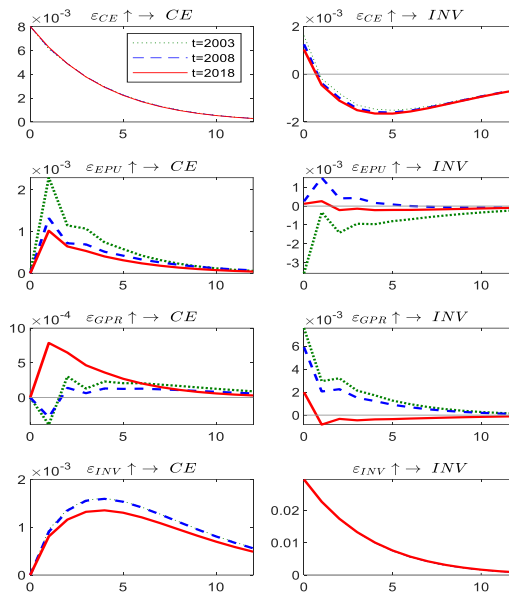 ×10⁻³ ε_CE ↑→ CE
8
6
4
2
0
0 5 10
t=2003
t=2008
t=2018
×10⁻³ ε_CE ↑→ INV
2
0
-2
0 5 10
×10⁻³ ε_EPU ↑→ CE
2
1
0
0 5 10
×10⁻³ ε_EPU ↑→ INV
1
0
-1
-2
-3
0 5 10
×10⁻⁴ ε_GPR ↑→ CE
10
5
0
0 5 10
×10⁻³ ε_GPR ↑→ INV
6
4
2
0
0 5 10
×10⁻³ ε_INV ↑→ CE
2
1
0
0 5 10
ε_INV ↑→ INV
0.02
0.01
0
0 5 10